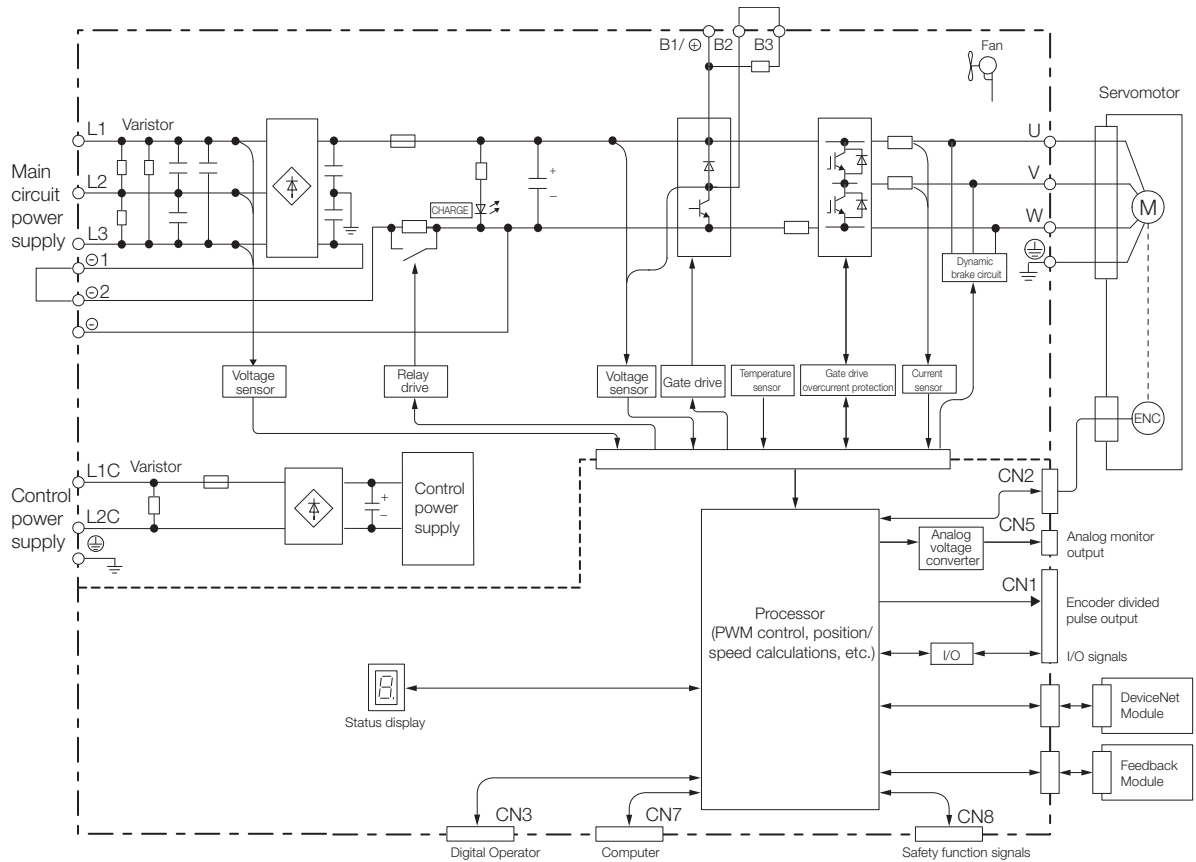 B1/ ⊕ B2 B3
Fan
Servomotor
Varistor
L1
L2
L3
Main
circuit
power
supply
⊖ 1
⊖ 2
⊖
CHARGE
+
−
U
V
W
M
ENC
Dynamic
brake circuit
Voltage
sensor
Relay
drive
Voltage
sensor
Gate drive
Temperature
sensor
Gate drive
overcurrent protection
Current
sensor
L1C
Varistor
L2C
Control
power
supply
+
−
Control
power
supply
CN2
CN5
Analog
voltage
converter
Analog monitor
output
CN1
Encoder divided
pulse output
Processor
(PWM control, position/
speed calculations, etc.)
I/O
I/O signals
8.
Status display
DeviceNet
Module
Feedback
Module
CN3
CN7
CN8
Digital Operator
Computer
Safety function signals